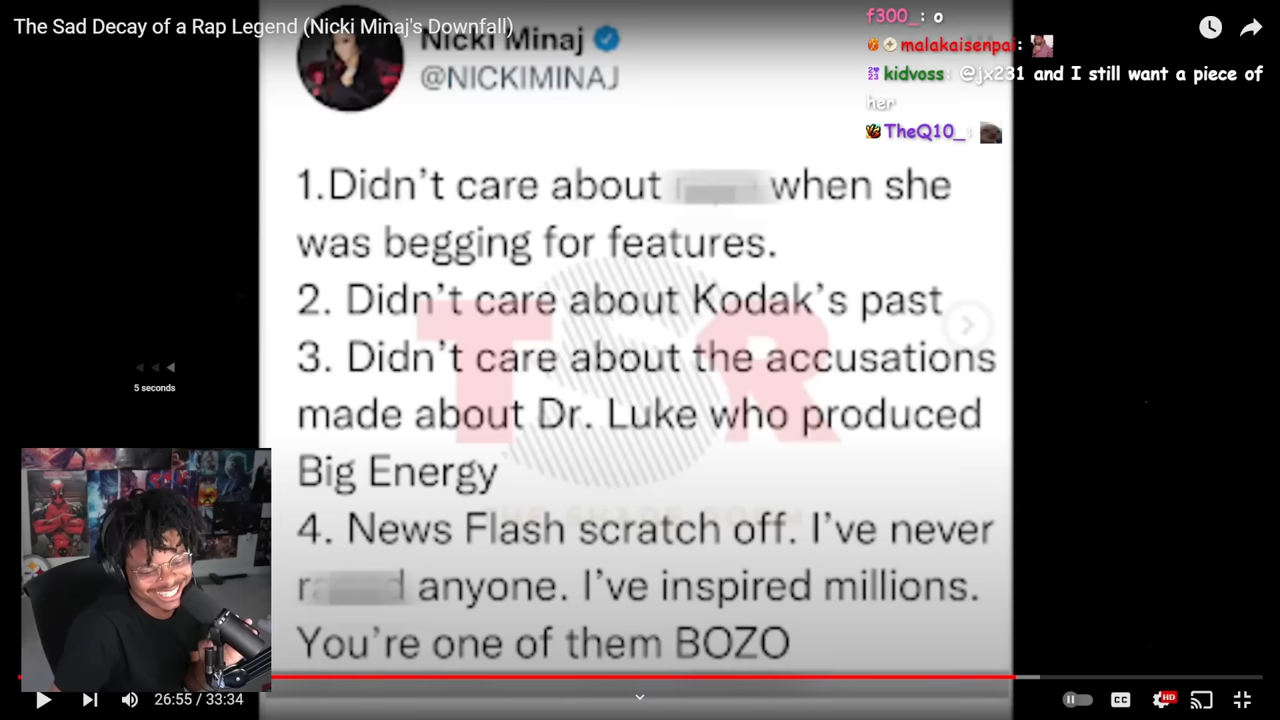 The Sad Decay of a Rap Legend (Nicki Minaj's Downfall)
f300_: o
malakaisenpai:
kidvoss: @jx231 and I still want a piece of
her
TheQ10_:
Nicki Minaj
@NICKIMINAJ
1.Didn't care about when she
was begging for features.
2. Didn't care about Kodak's past
3. Didn't care about the accusations
made about Dr. Luke who produced
Big Energy
4. News Flash scratch off. I've never
anyone. I've inspired millions.
You're one of them BOZO
TSR
5 seconds
26:55 / 33:34
CC
HD